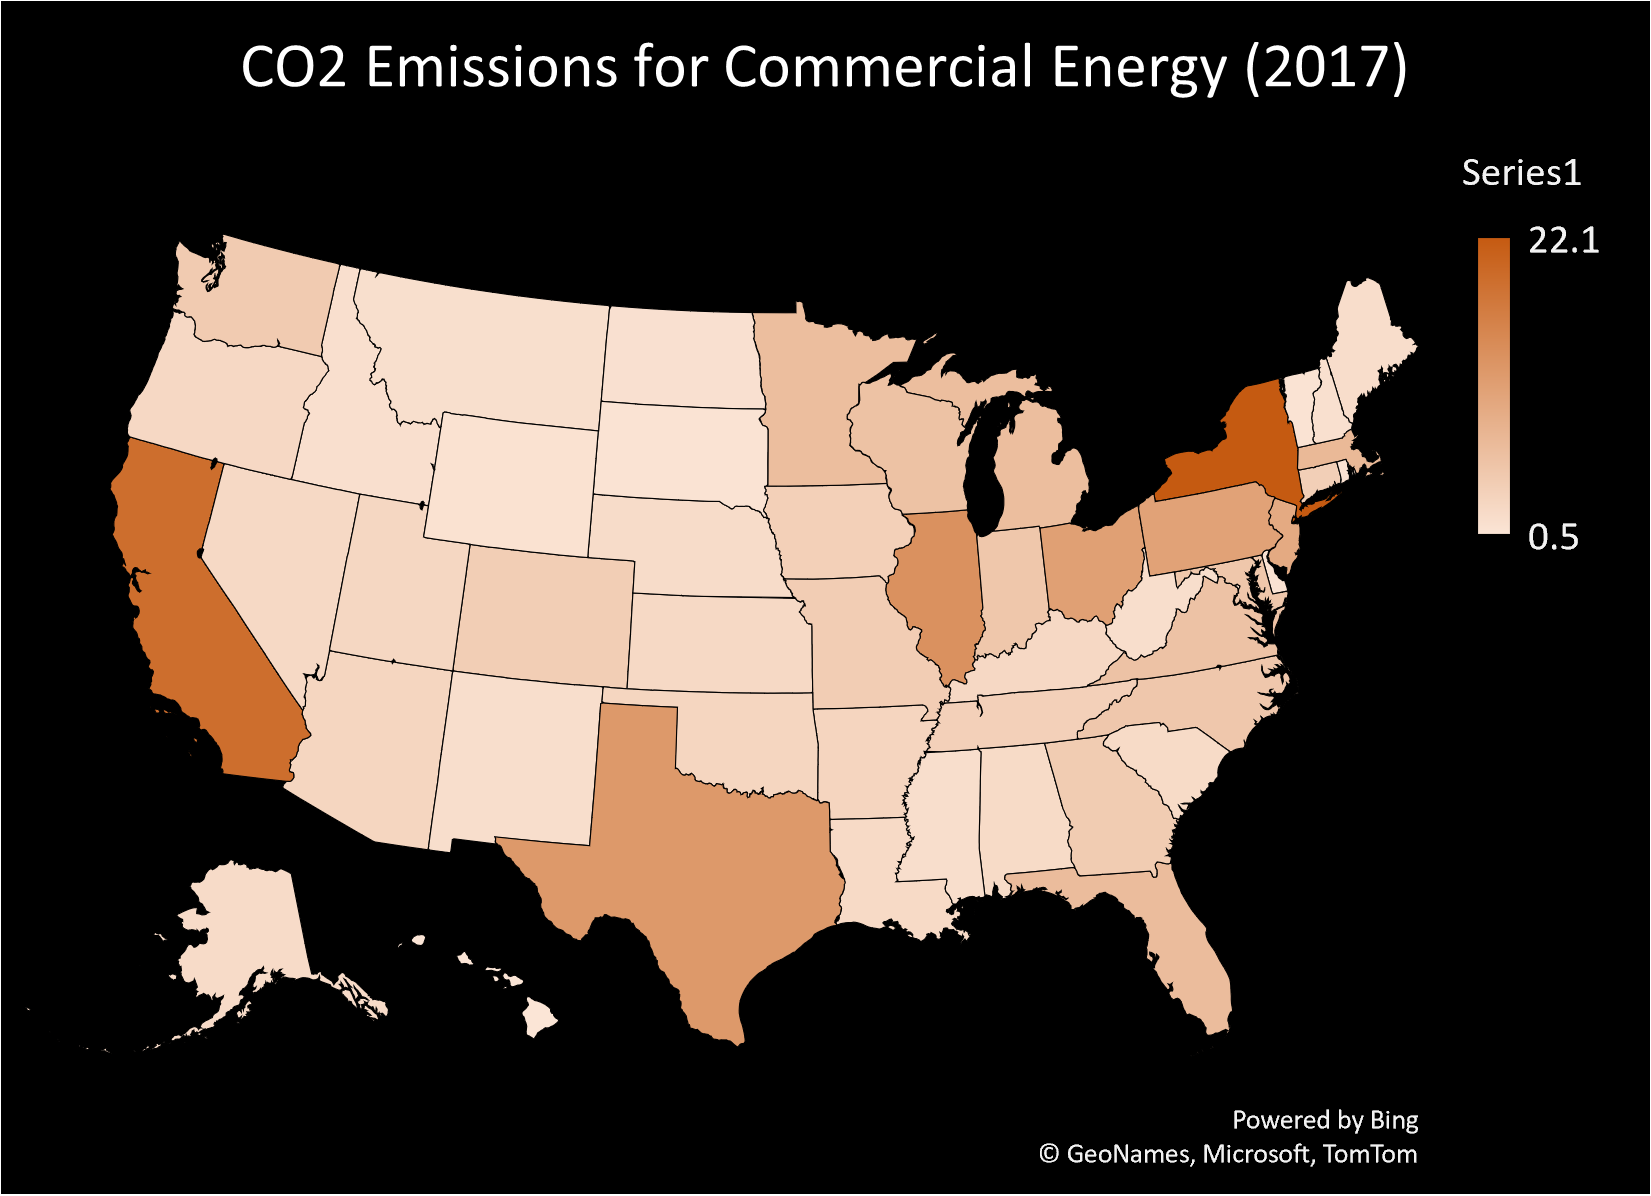 CO2 Emissions for Commercial Energy (2017)
Series1
22.1
0.5
Powered by Bing
© GeoNames, Microsoft, TomTom